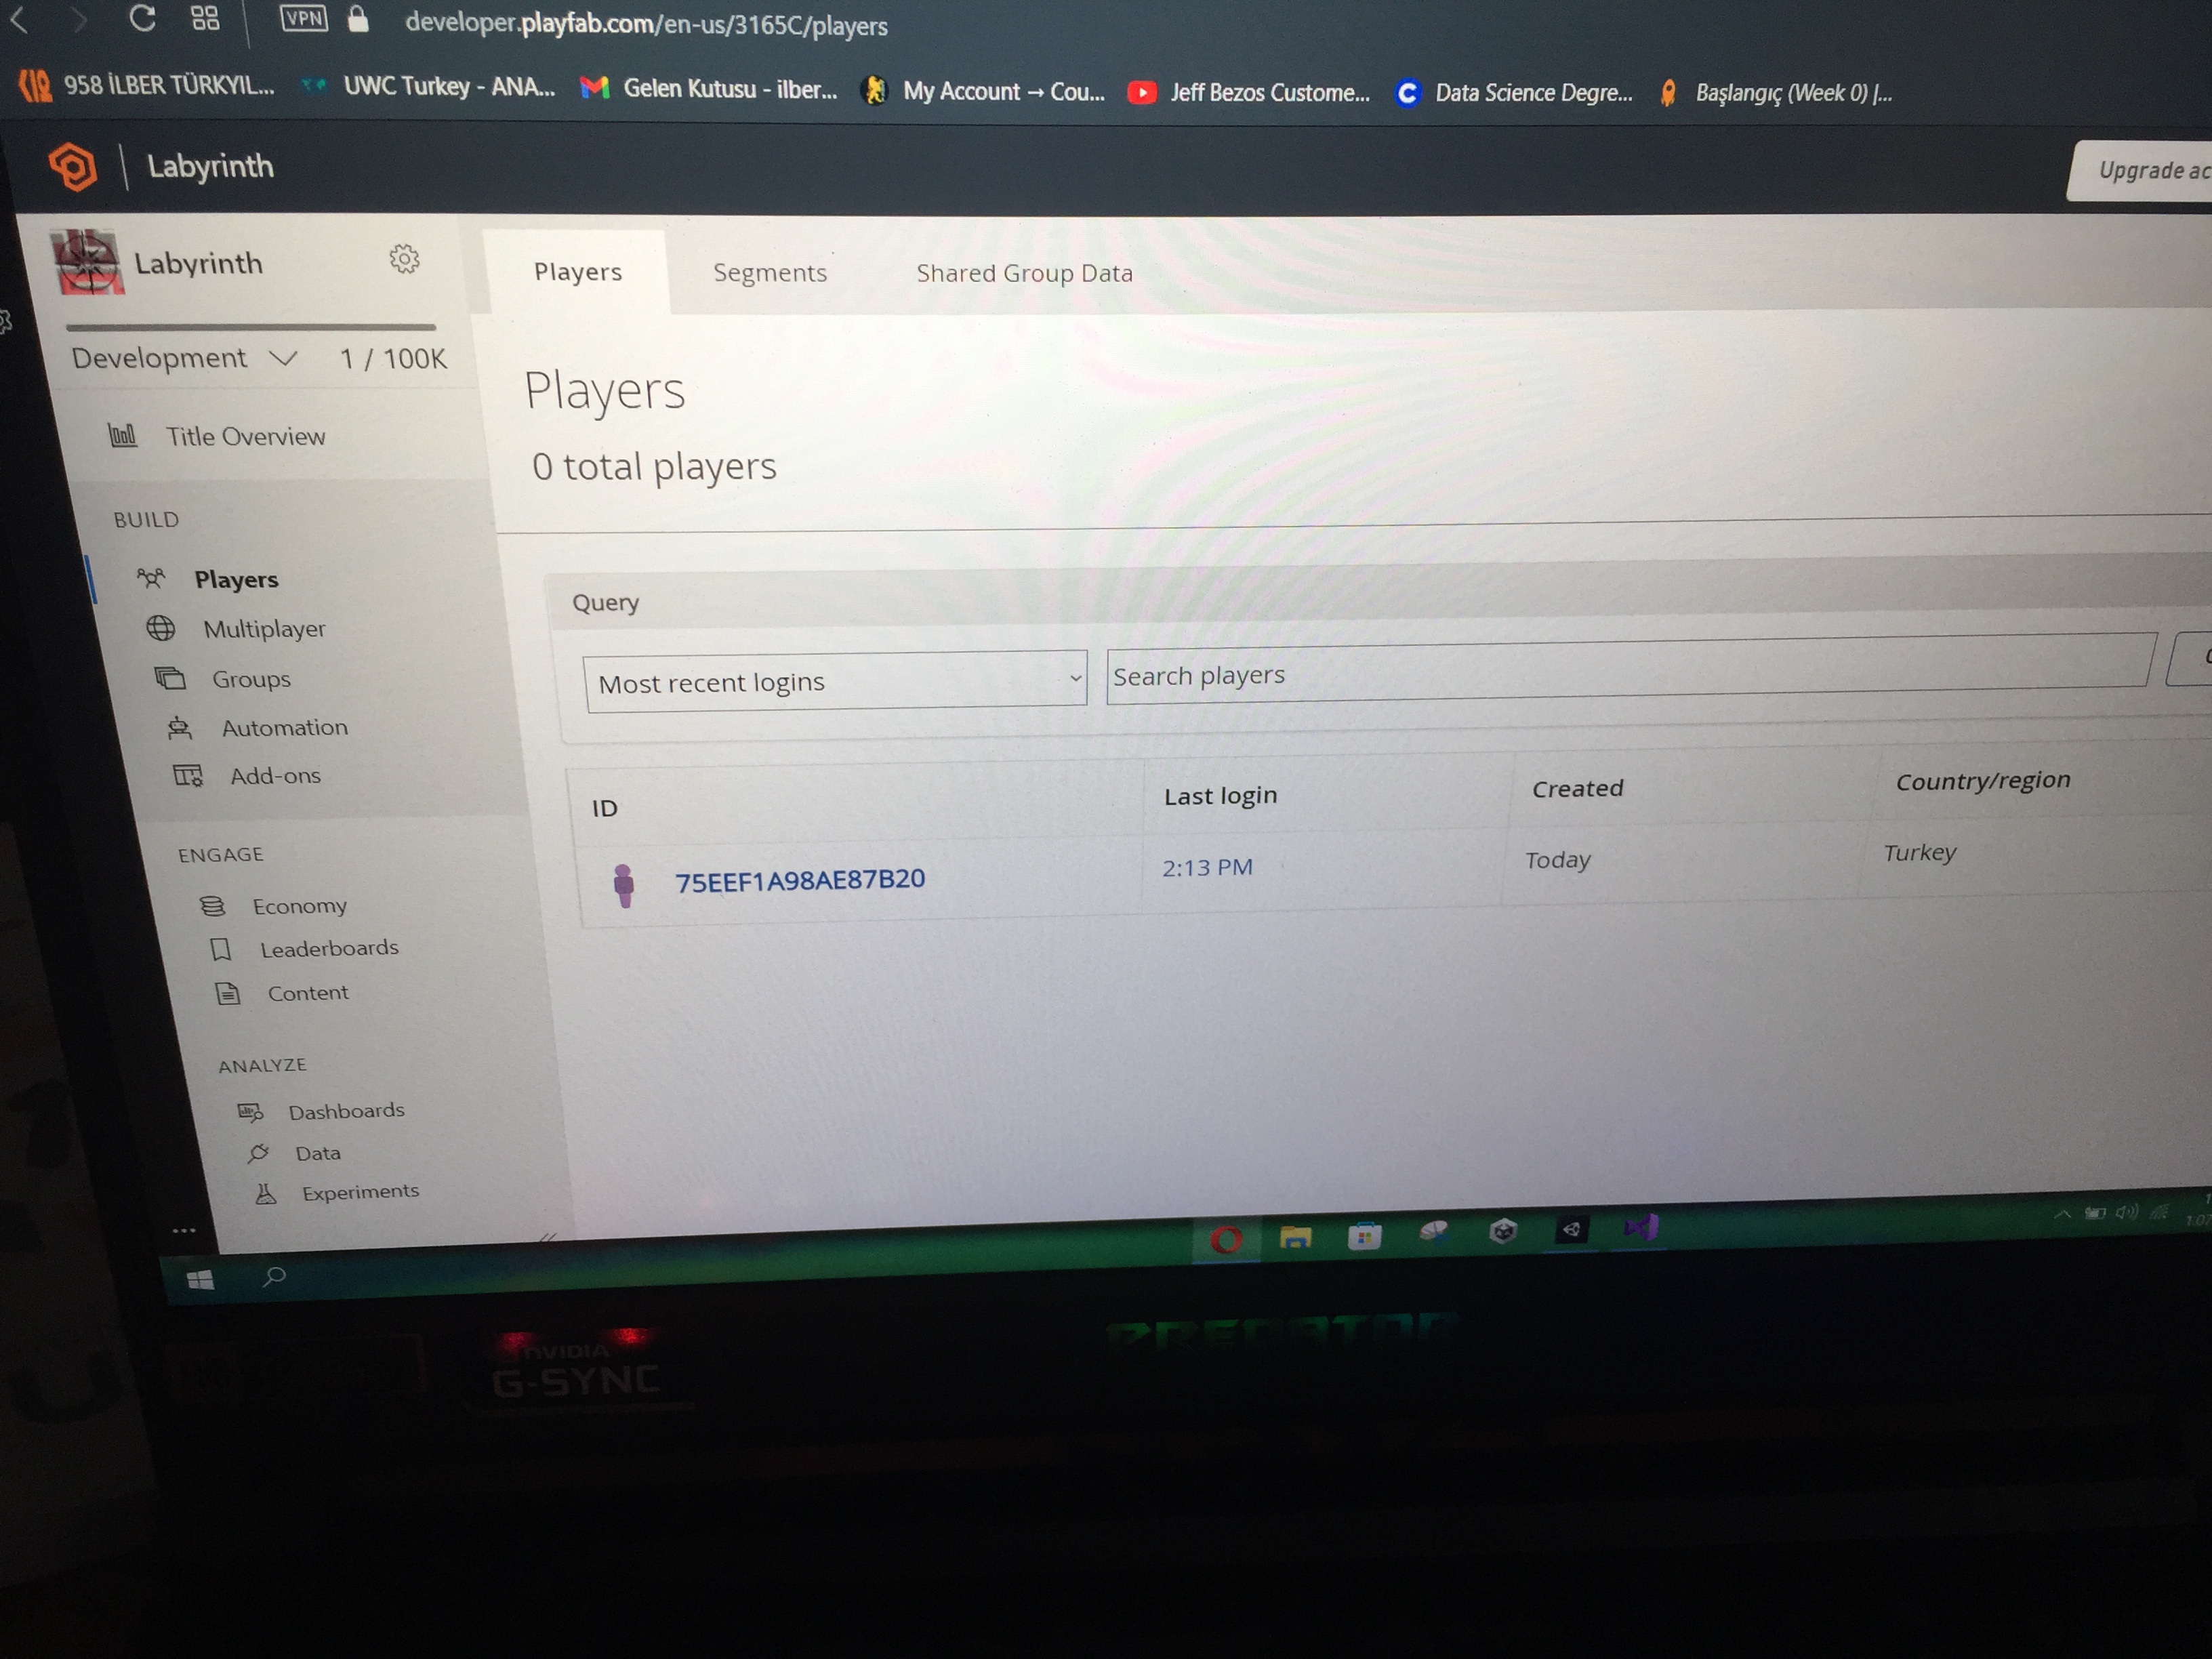 VPN developer.playfab.com/en-us/3165C/players
958 İLBER TÜRKYIL... UWC Turkey - ANA... Gelen Kutusu - ilber... My Account → Cou... Jeff Bezos Custome... Data Science Degre... Başlangıç (Week 0) |...
Labyrinth
Upgrade ac
Labyrinth
Players Segments Shared Group Data
Development 1 / 100K
Players
0 total players
Title Overview
BUILD
Players
Multiplayer
Groups
Automation
Add-ons
Query
Most recent logins
Search players
ID Last login Created Country/region
75EEF1A98AE87B20 2:13 PM Today Turkey
ENGAGE
Economy
Leaderboards
Content
ANALYZE
Dashboards
Data
Experiments
NVIDIA
G-SYNC
PREDATOR